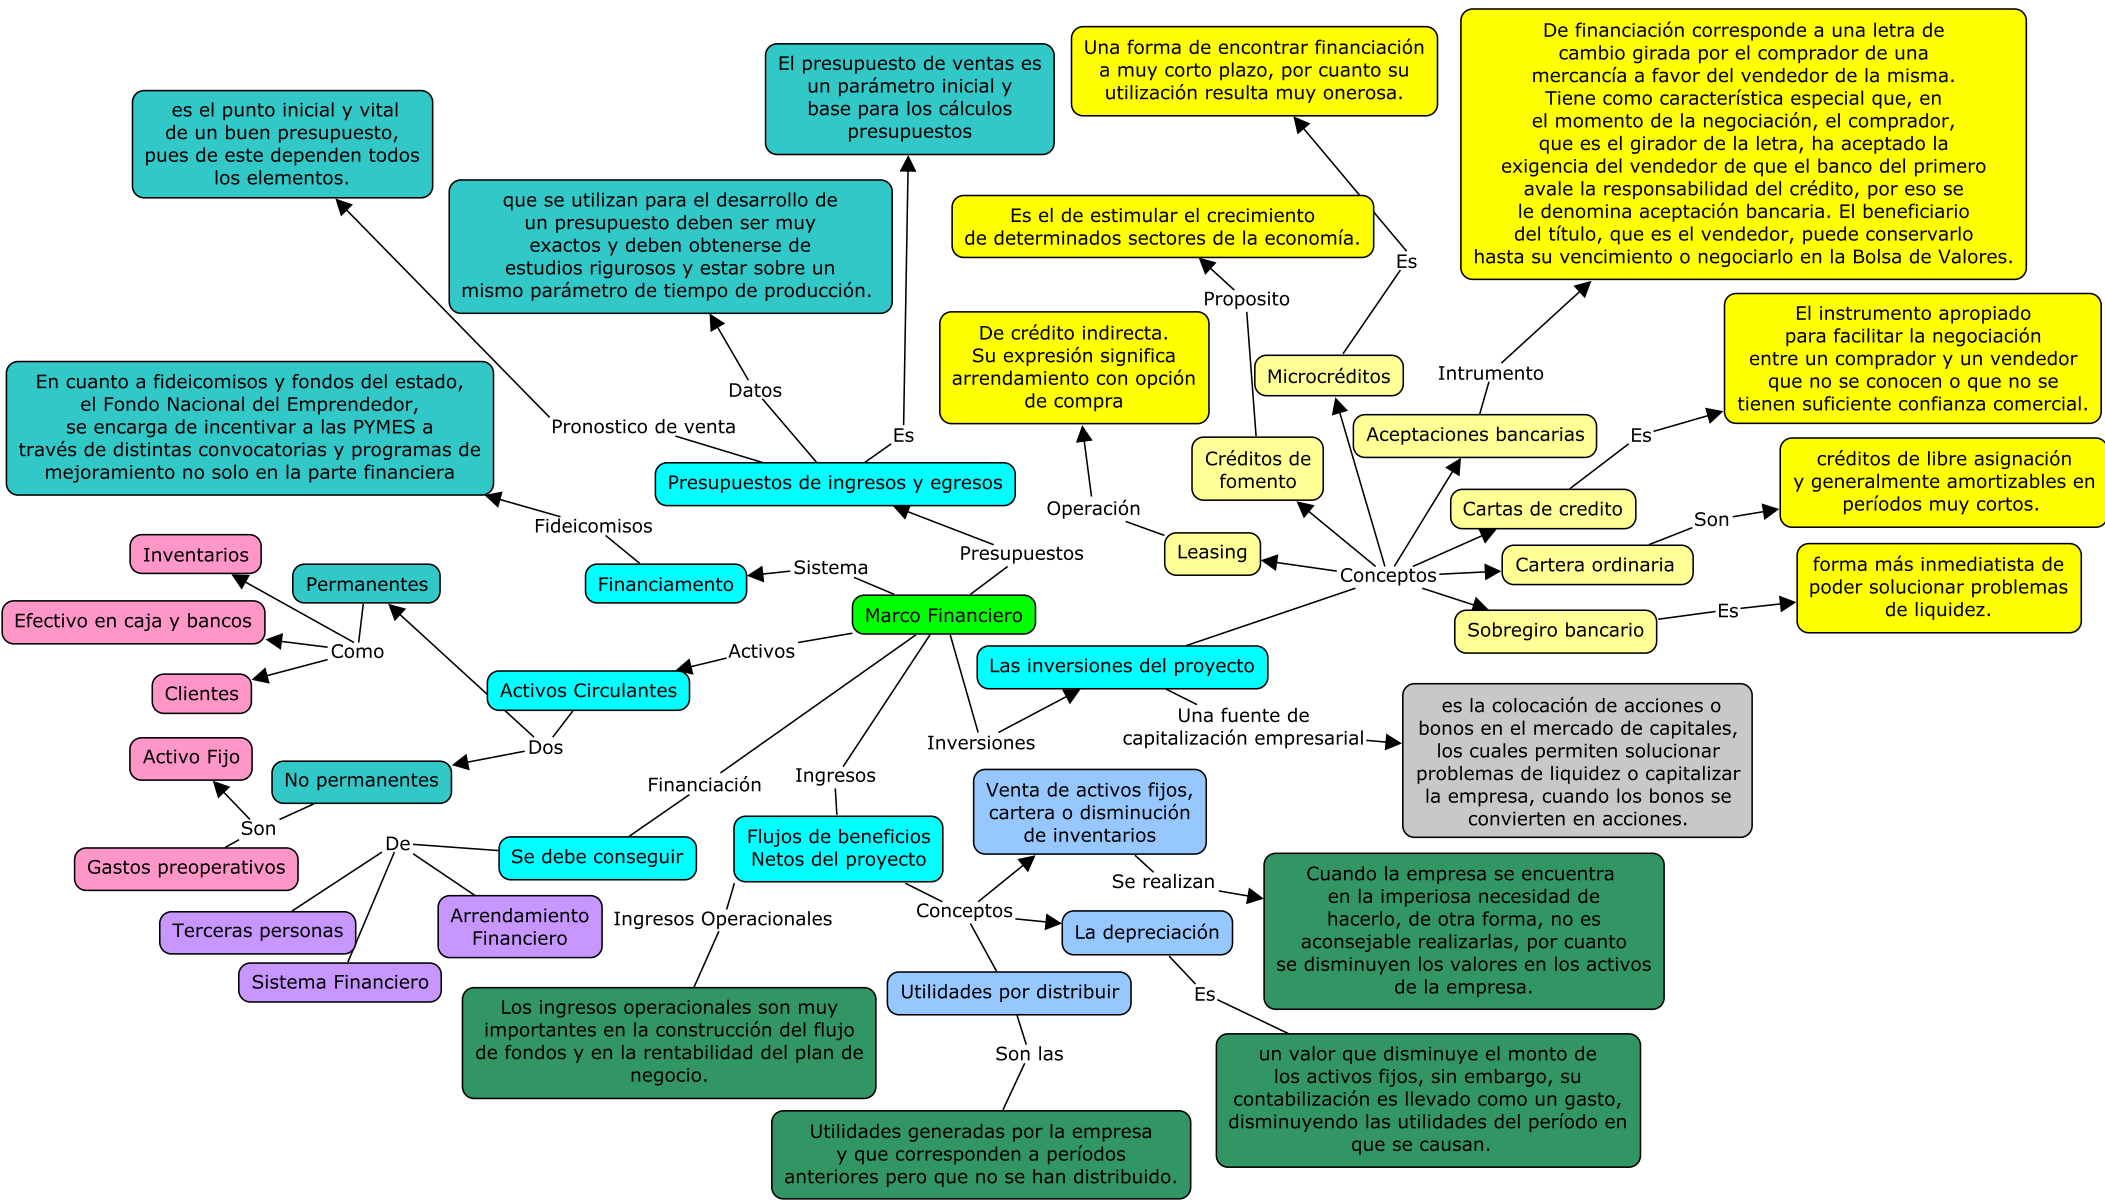 De financiación corresponde a una letra de
cambio girada por el comprador de una
mercancía a favor del vendedor de la misma.
Tiene como característica especial que, en
el momento de la negociación, el comprador,
que es el girador de la letra, ha aceptado la
exigencia del vendedor de que el banco del primero
avale la responsabilidad del crédito, por eso se
le denomina aceptación bancaria. El beneficiario
del título, que es el vendedor, puede conservarlo
hasta su vencimiento o negociarlo en la Bolsa de Valores.
Una forma de encontrar financiación
a muy corto plazo, por cuanto su
utilización resulta muy onerosa.
El presupuesto de ventas es
un parámetro inicial y
base para los cálculos
presupuestos
es el punto inicial y vital
de un buen presupuesto,
pues de este dependen todos
los elementos.
que se utilizan para el desarrollo de
un presupuesto deben ser muy
exactos y deben obtenerse de
estudios rigurosos y estar sobre un
mismo parámetro de tiempo de producción.
Es el de estimular el crecimiento
de determinados sectores de la economía.
Es
Proposito
El instrumento apropiado
para facilitar la negociación
entre un comprador y un vendedor
que no se conocen o que no se
tienen suficiente confianza comercial.
De crédito indirecta.
Su expresión significa
arrendamiento con opción
de compra
Microcréditos
Intrumento
En cuanto a fideicomisos y fondos del estado,
el Fondo Nacional del Emprendedor,
se encarga de incentivar a las PYMES a
través de distintas convocatorias y programas de
mejoramiento no solo en la parte financiera
Datos
Pronostico de venta
Es
Aceptaciones bancarias
Es
Créditos de
fomento
créditos de libre asignación
y generalmente amortizables en
períodos muy cortos.
Presupuestos de ingresos y egresos
Operación
Cartas de credito
Son
Fideicomisos
Presupuestos
Leasing
Cartera ordinaria
Inventarios
Permanentes
Financiamento
Sistema
Conceptos
forma más inmediatista de
poder solucionar problemas
de liquidez.
Es
Efectivo en caja y bancos
Marco Financiero
Sobregiro bancario
Como
Activos
Las inversiones del proyecto
Clientes
Activos Circulantes
Una fuente de
capitalización empresarial
es la colocación de acciones o
bonos en el mercado de capitales,
los cuales permiten solucionar
problemas de liquidez o capitalizar
la empresa, cuando los bonos se
convierten en acciones.
Dos
Inversiones
Activo Fijo
No permanentes
Financiación
Ingresos
Venta de activos fijos,
cartera o disminución
de inventarios
Son
De
Se debe conseguir
Flujos de beneficios
Netos del proyecto
Gastos preoperativos
Se realizan
Cuando la empresa se encuentra
en la imperiosa necesidad de
hacerlo, de otra forma, no es
aconsejable realizarlas, por cuanto
se disminuyen los valores en los activos
de la empresa.
Terceras personas
Arrendamiento
Financiero
Ingresos Operacionales
Conceptos
La depreciación
Sistema Financiero
Utilidades por distribuir
Es
Los ingresos operacionales son muy
importantes en la construcción del flujo
de fondos y en la rentabilidad del plan de
negocio.
Son las
un valor que disminuye el monto de
los activos fijos, sin embargo, su
contabilización es llevado como un gasto,
disminuyendo las utilidades del período en
que se causan.
Utilidades generadas por la empresa
y que corresponden a períodos
anteriores pero que no se han distribuido.